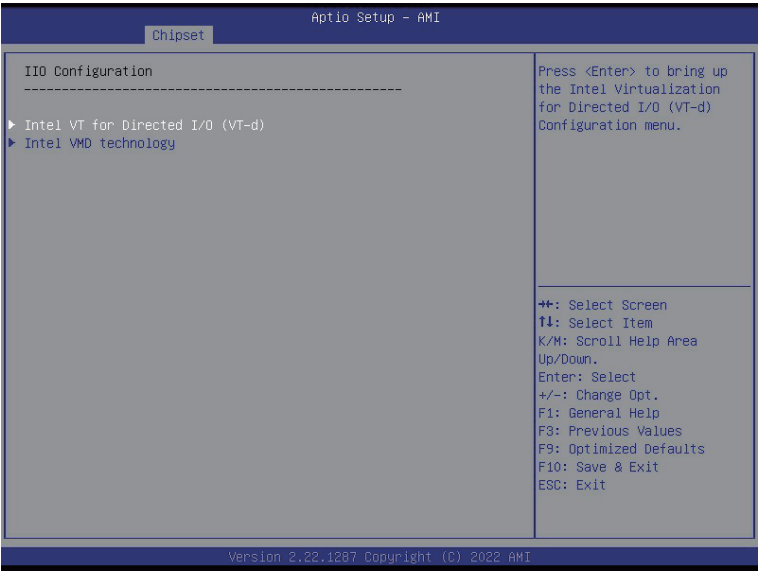 Aptio Setup – AMI
Chipset
IIO Configuration
--------------------------------------------------
Intel VT for Directed I/O (VT-d)
Intel VMD technology
Press <Enter> to bring up
the Intel Virtualization
for Directed I/O (VT-d)
Configuration menu.
→←: Select Screen
↑↓: Select Item
K/M: Scroll Help Area
Up/Down.
Enter: Select
+/-: Change Opt.
F1: General Help
F3: Previous Values
F9: Optimized Defaults
F10: Save & Exit
ESC: Exit
Version 2.22.1287 Copyright (C) 2022 AMI